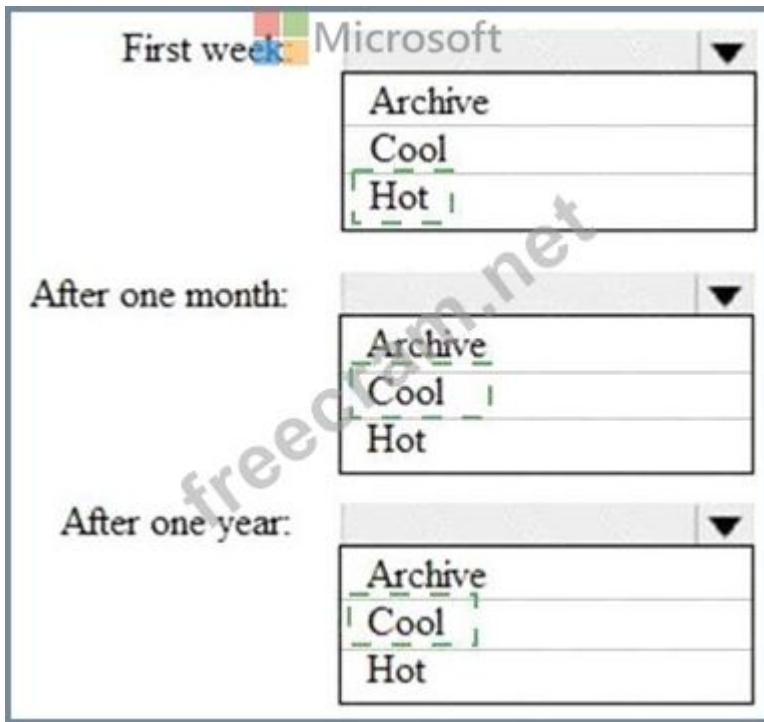 Microsoft
First week:
Archive
Cool
Hot
After one month:
Archive
Cool
Hot
After one year:
Archive
Cool
Hot
freecram.net